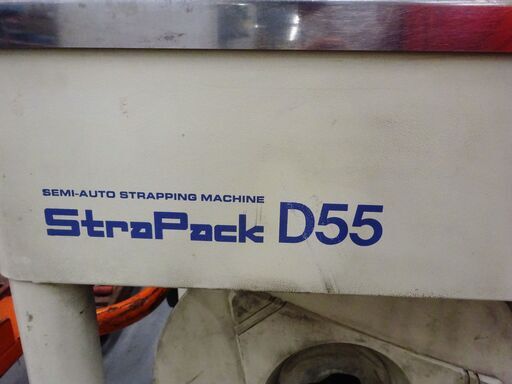 SEMI-AUTO STRAPPING MACHINE
StraPack D55